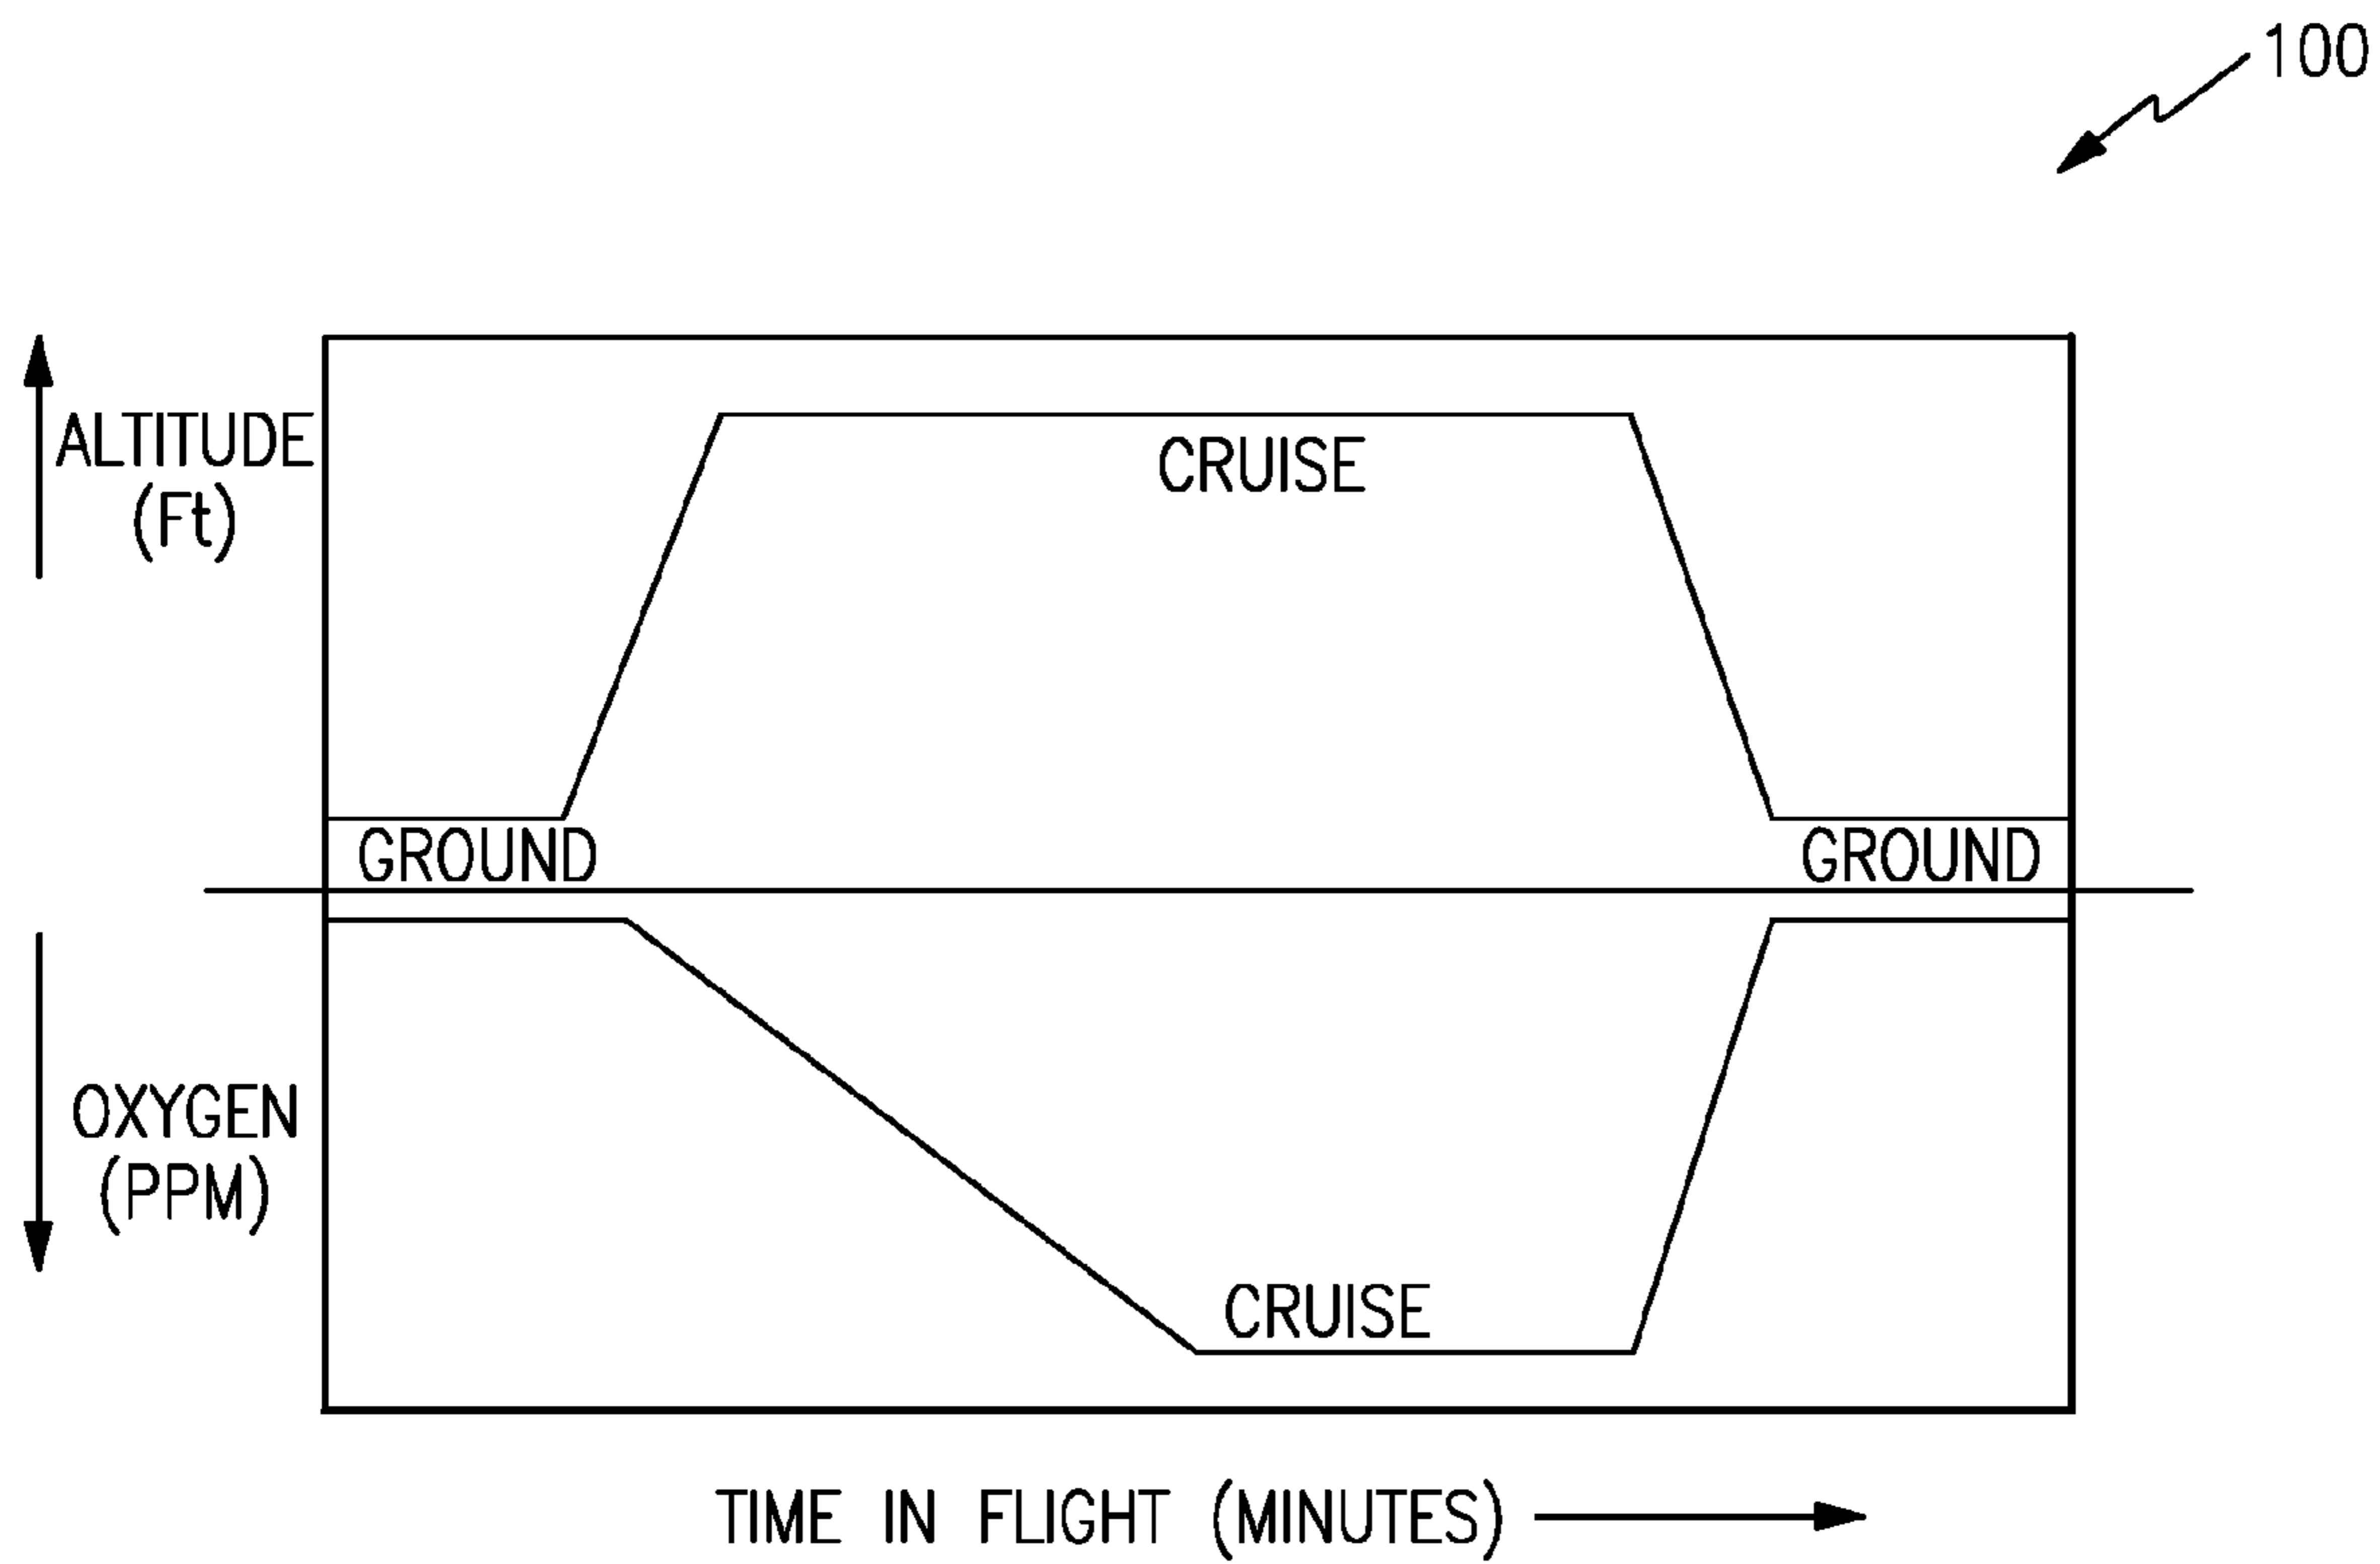 100
ALTITUDE
(Ft)
CRUISE
GROUND
GROUND
OXYGEN
(PPM)
CRUISE
TIME IN FLIGHT (MINUTES)